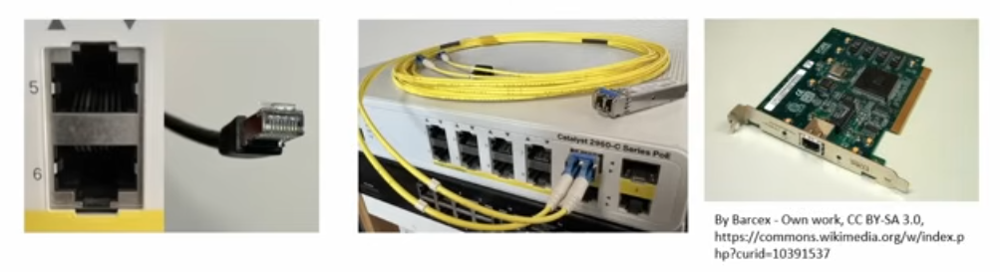 5
6
Catalyst 2960-C Series PoE
By Barcex - Own work, CC BY-SA 3.0,
https://commons.wikimedia.org/w/index.p
hp?curid=10391537